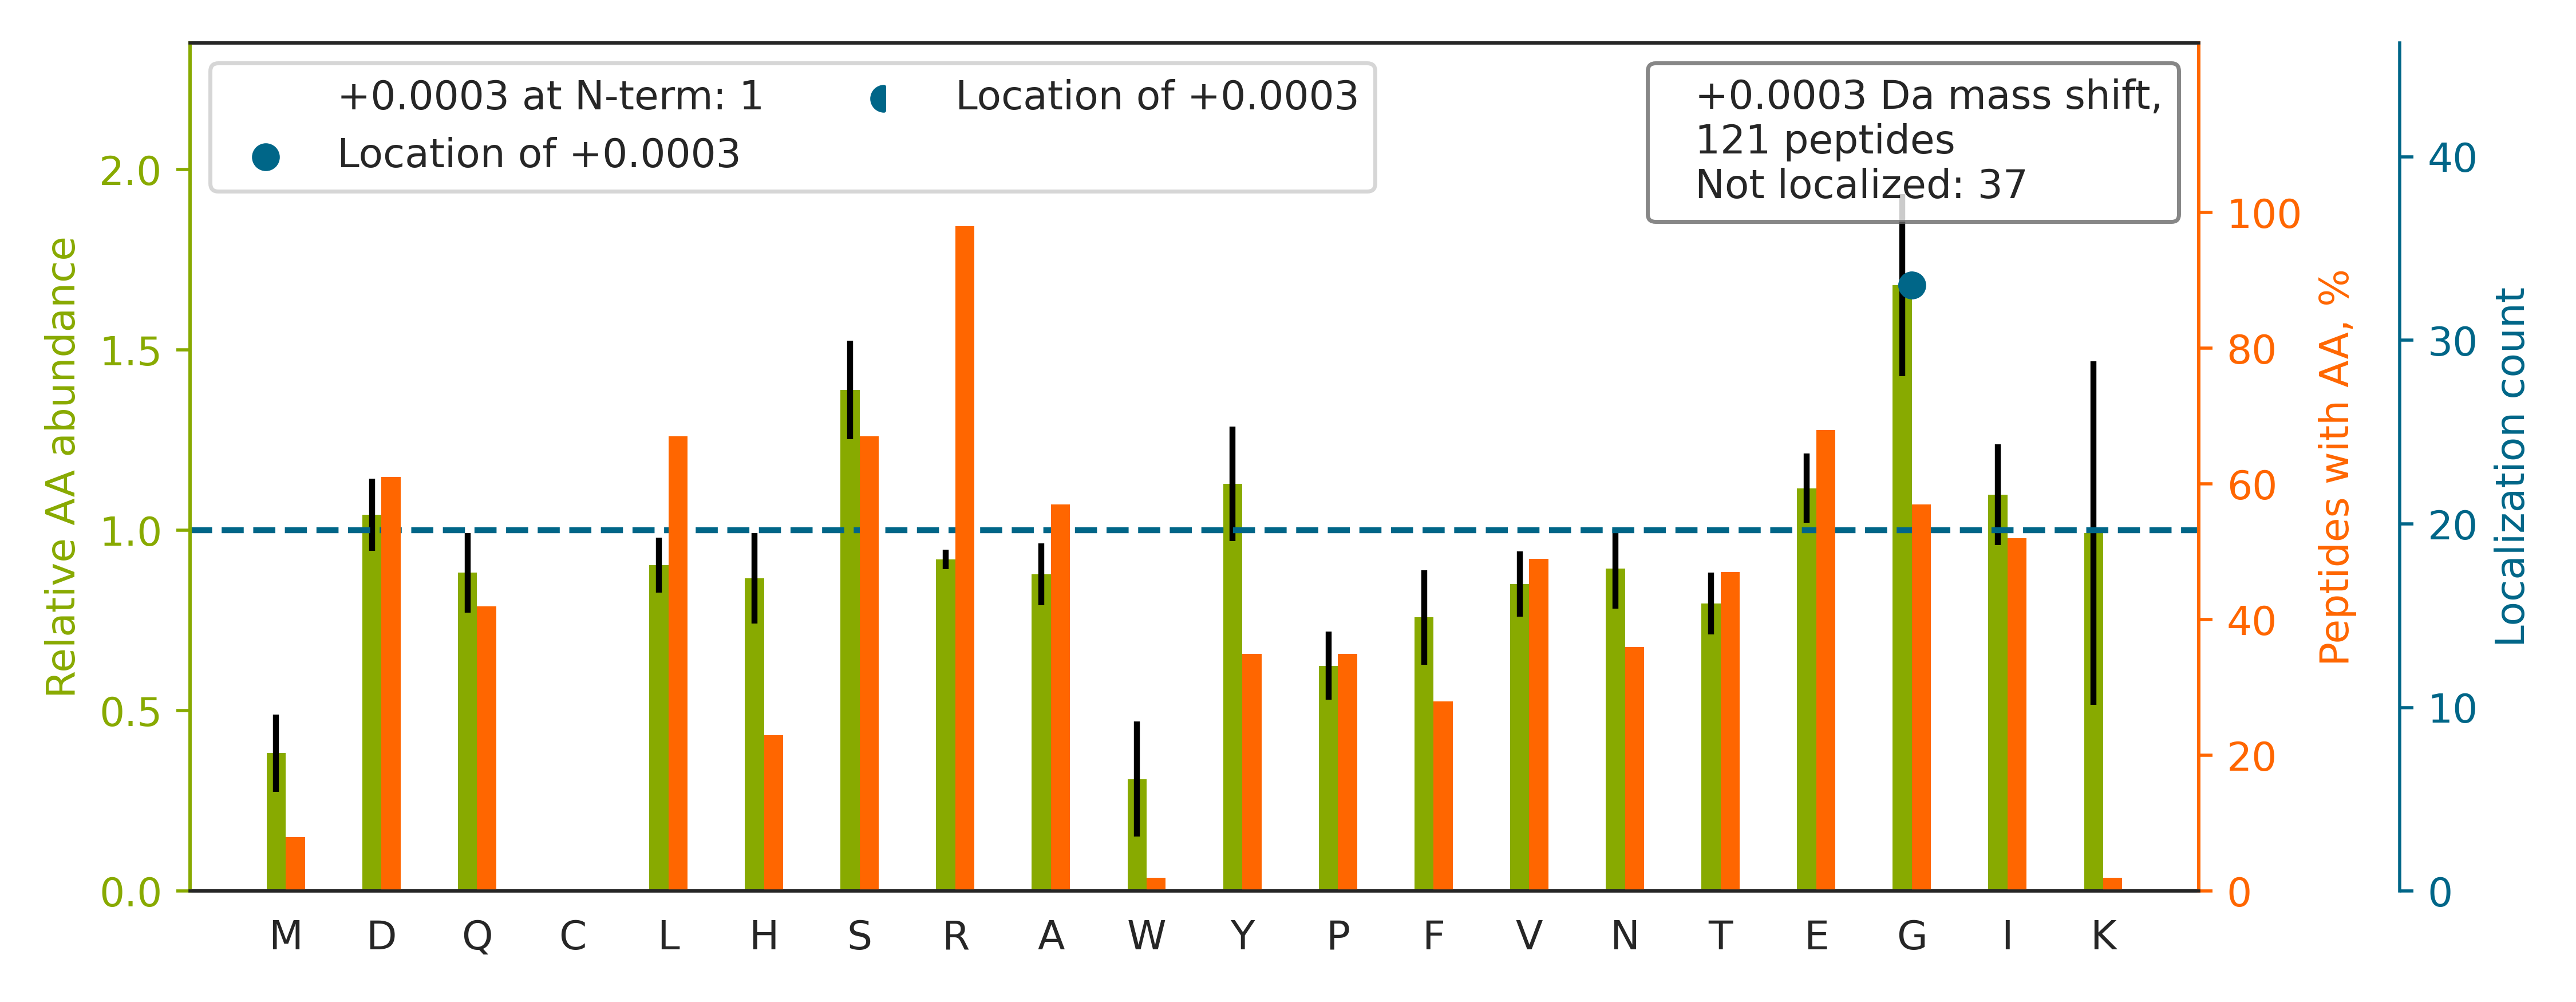 +0.0003 at N-term: 1
Location of +0.0003
Location of +0.0003
+0.0003 Da mass shift,
121 peptides
Not localized: 37
Relative AA abundance
2.0
1.5
1.0
0.5
0.0
M D Q C L H S R A W Y P F V N T E G I K
100
80
60
40
20
0
Peptides with AA, %
40
30
20
10
0
Localization count